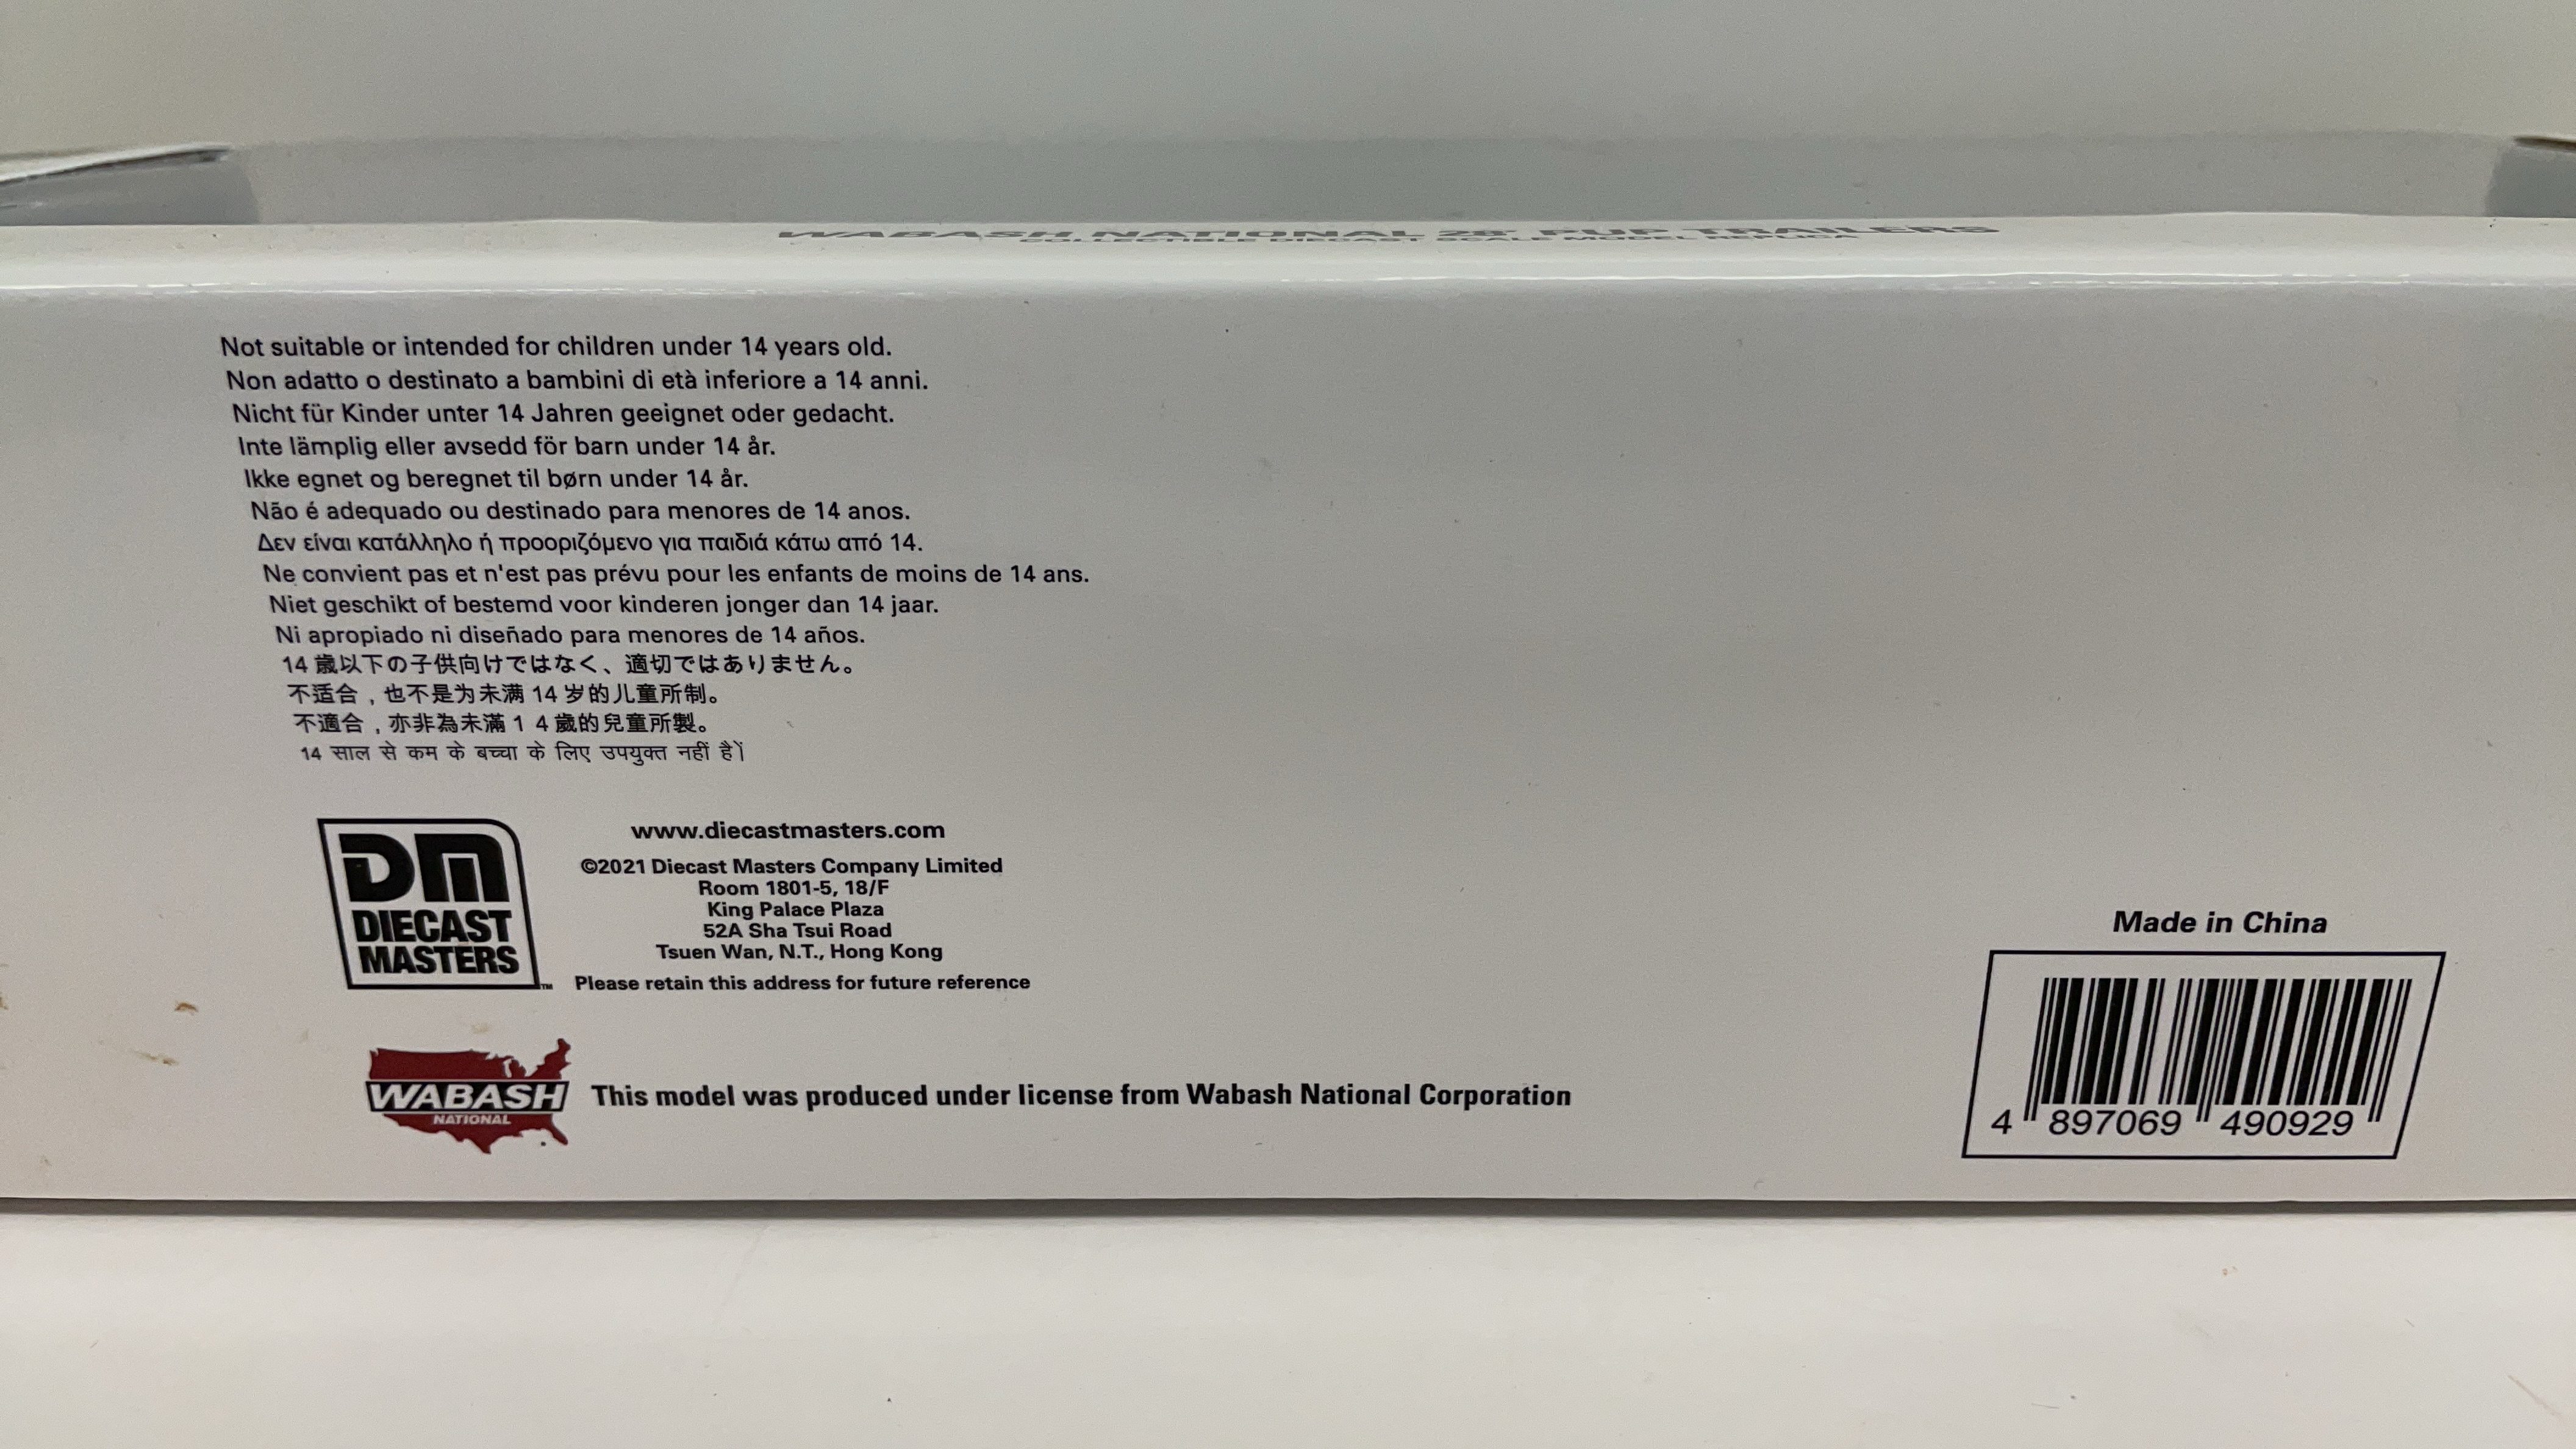 WABASH NATIONAL 28' PUP TRAILERS
COLLECTIBLE DIECAST SCALE MODEL REPLICA
Not suitable or intended for children under 14 years old.
Non adatto o destinato a bambini di età inferiore a 14 anni.
Nicht für Kinder unter 14 Jahren geeignet oder gedacht.
Inte lämplig eller avsedd för barn under 14 år.
Ikke egnet og beregnet til børn under 14 år.
Não é adequado ou destinado para menores de 14 anos.
Δεν είναι κατάλληλο ή προοριζόμενο για παιδιά κάτω από 14.
Ne convient pas et n'est pas prévu pour les enfants de moins de 14 ans.
Niet geschikt of bestemd voor kinderen jonger dan 14 jaar.
Ni apropiado ni diseñado para menores de 14 años.
14 歳以下の子供向けではなく、適切ではありません。
不适合，也不是为未满 14 岁的儿童所制。
不適合，亦非為未滿１４歲的兒童所製。
14 साल से कम के बच्चा के लिए उपयुक्त नहीं है।ं
DM
DIECAST
MASTERS
™
www.diecastmasters.com
©2021 Diecast Masters Company Limited
Room 1801-5, 18/F
King Palace Plaza
52A Sha Tsui Road
Tsuen Wan, N.T., Hong Kong
Please retain this address for future reference
WABASH
NATIONAL
This model was produced under license from Wabash National Corporation
Made in China
4 897069 490929